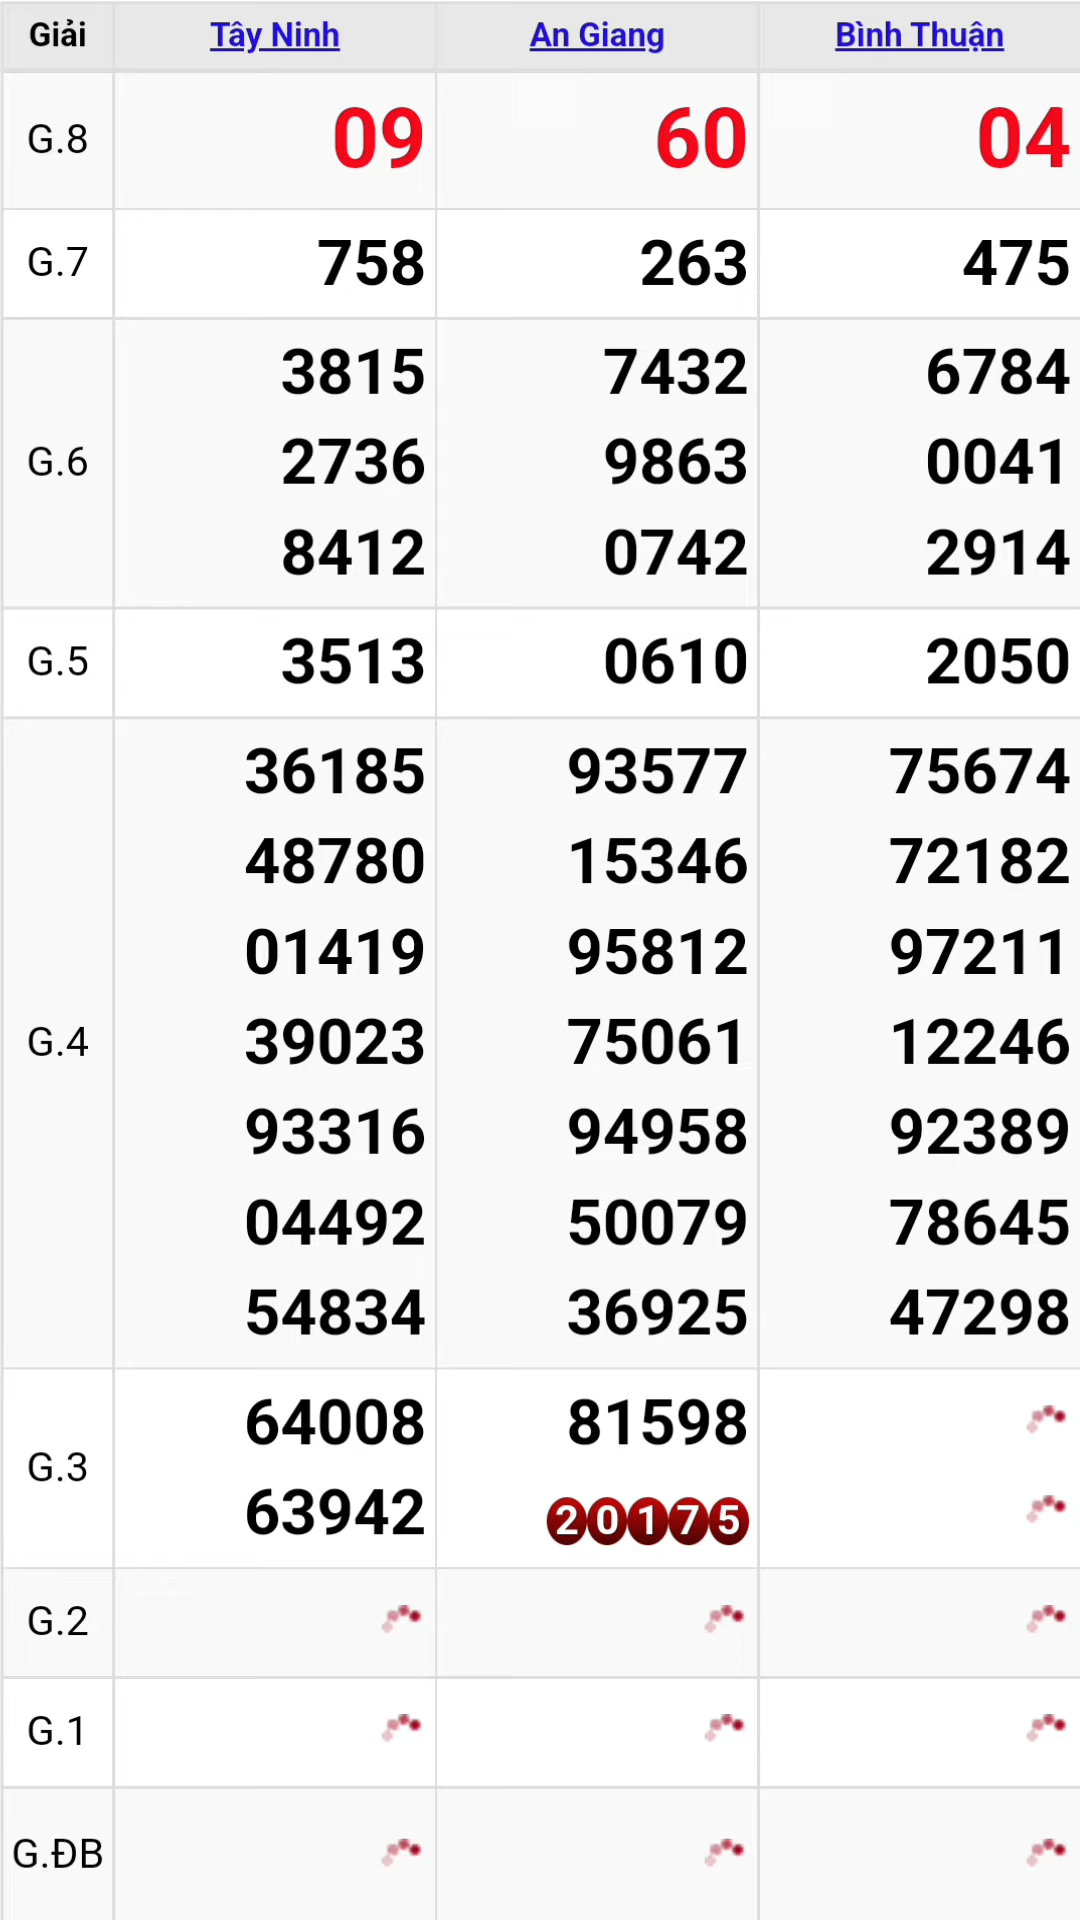 Giải Tây Ninh An Giang Bình Thuận
G.8 09 60 04
G.7 758 263 475
3815 7432 6784
G.6 2736 9863 0041
8412 0742 2914
G.5 3513 0610 2050
36185 93577 75674
48780 15346 72182
01419 95812 97211
G.4 39023 75061 12246
93316 94958 92389
04492 50079 78645
54834 36925 47298
64008 81598
G.3
63942 20175
G.2
G.1
G.ĐB